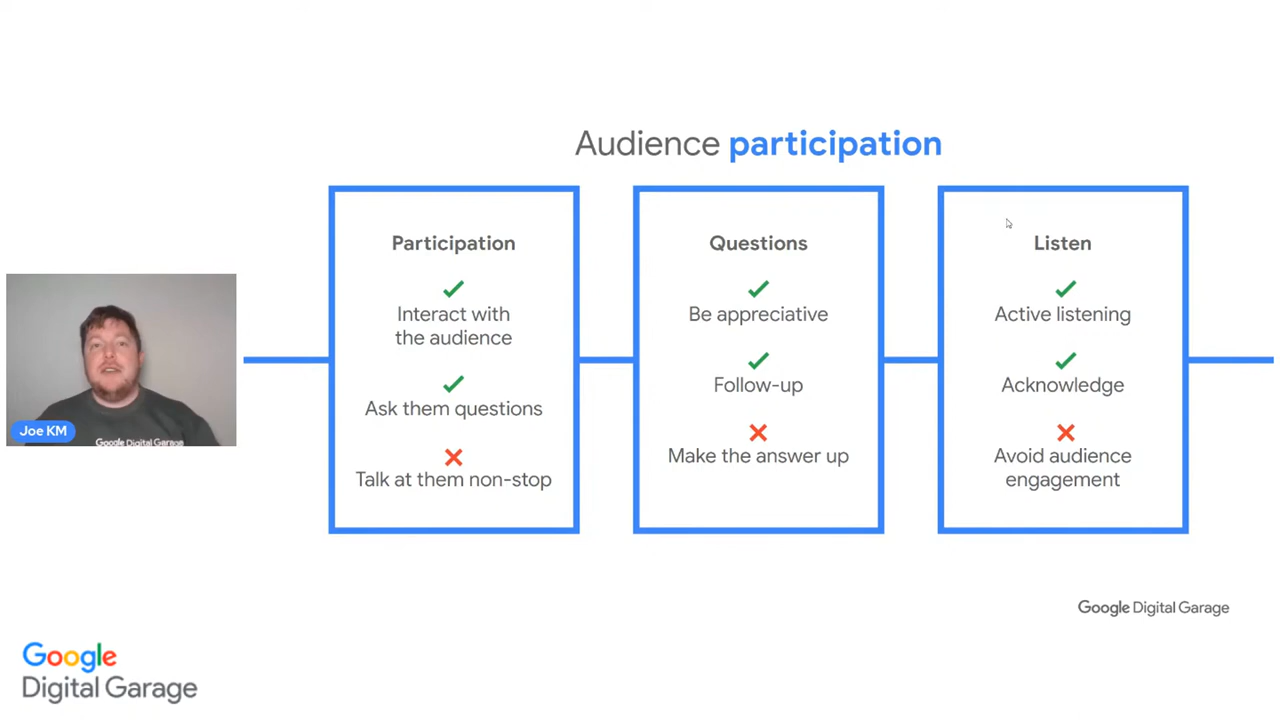 Audience participation
Participation
Interact with
the audience
Ask them questions
Talk at them non-stop
Questions
Be appreciative
Follow-up
Make the answer up
Listen
Active listening
Acknowledge
Avoid audience
engagement
Joe KM
Google Digital Garage
Google Digital Garage
Google
Digital Garage